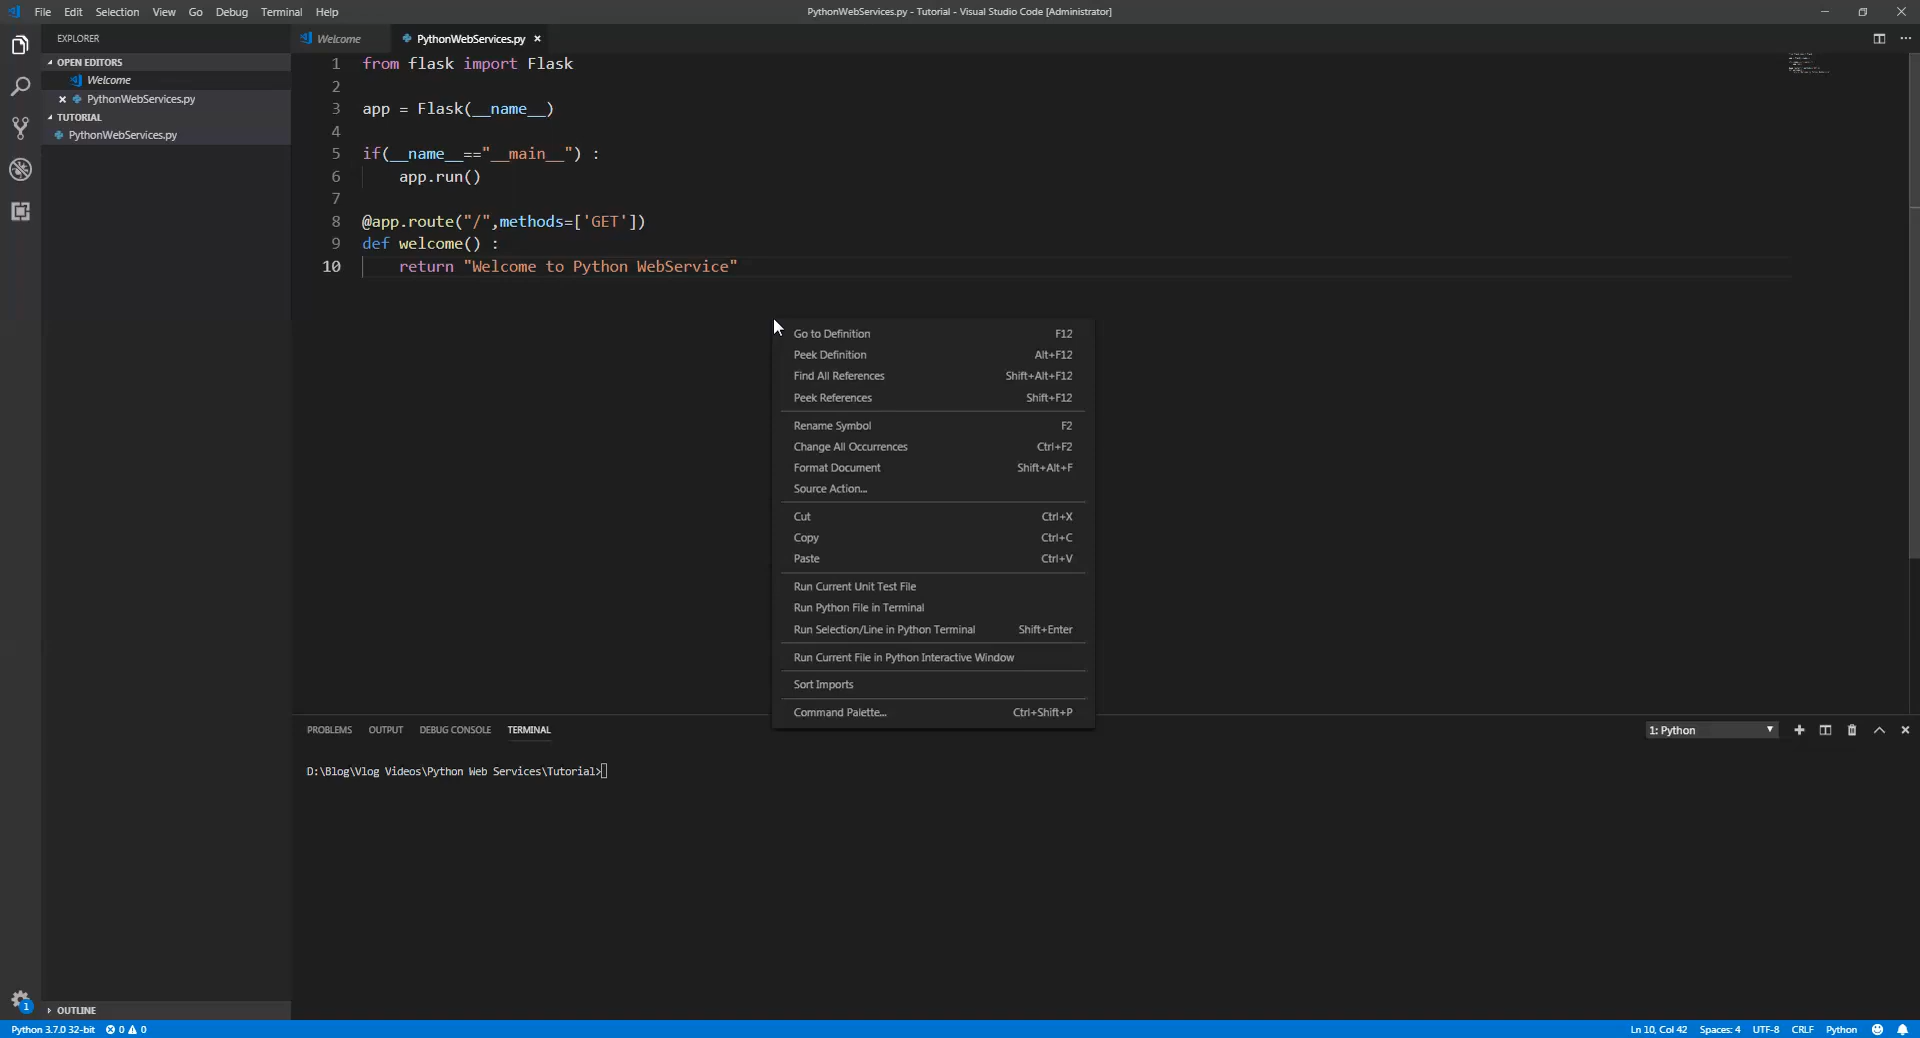 File Edit Selection View Go Debug Terminal Help
PythonWebServices.py - Tutorial - Visual Studio Code [Administrator]
EXPLORER
Welcome
PythonWebServices.py
OPEN EDITORS
Welcome
PythonWebServices.py
TUTORIAL
PythonWebServices.py
1 from flask import Flask
2
3 app = Flask(__name__)
4
5 if(__name__=="__main__") :
6 app.run()
7
8 @app.route("/",methods=['GET'])
9 def welcome() :
10 return "Welcome to Python WebService"
Go to Definition F12
Peek Definition Alt+F12
Find All References Shift+Alt+F12
Peek References Shift+F12
Rename Symbol F2
Change All Occurrences Ctrl+F2
Format Document Shift+Alt+F
Source Action...
Cut Ctrl+X
Copy Ctrl+C
Paste Ctrl+V
Run Current Unit Test File
Run Python File in Terminal
Run Selection/Line in Python Terminal Shift+Enter
Run Current File in Python Interactive Window
Sort Imports
Command Palette... Ctrl+Shift+P
PROBLEMS OUTPUT DEBUG CONSOLE TERMINAL
1: Python
D:\Blog\Vlog Videos\Python Web Services\Tutorial>
1
OUTLINE
Python 3.7.0 32-bit 0 0
Ln 10, Col 42 Spaces: 4 UTF-8 CRLF Python